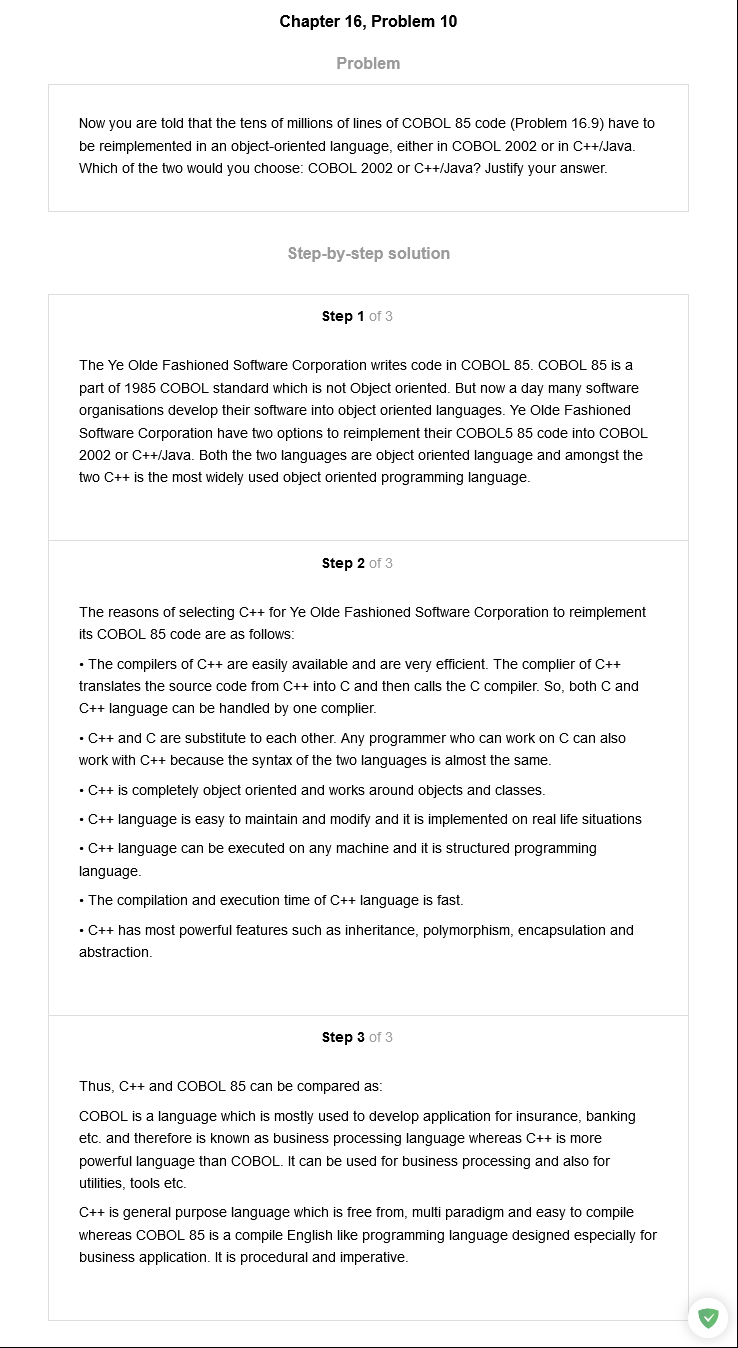 Chapter 16, Problem 10
Problem
Now you are told that the tens of millions of lines of COBOL 85 code (Problem 16.9) have to
be reimplemented in an object-oriented language, either in COBOL 2002 or in C++/Java.
Which of the two would you choose: COBOL 2002 or C++/Java? Justify your answer.
Step-by-step solution
Step 1 of 3
The Ye Olde Fashioned Software Corporation writes code in COBOL 85. COBOL 85 is a
part of 1985 COBOL standard which is not Object oriented. But now a day many software
organisations develop their software into object oriented languages. Ye Olde Fashioned
Software Corporation have two options to reimplement their COBOL5 85 code into COBOL
2002 or C++/Java. Both the two languages are object oriented language and amongst the
two C++ is the most widely used object oriented programming language.
Step 2 of 3
The reasons of selecting C++ for Ye Olde Fashioned Software Corporation to reimplement
its COBOL 85 code are as follows:
• The compilers of C++ are easily available and are very efficient. The complier of C++
translates the source code from C++ into C and then calls the C compiler. So, both C and
C++ language can be handled by one complier.
• C++ and C are substitute to each other. Any programmer who can work on C can also
work with C++ because the syntax of the two languages is almost the same.
• C++ is completely object oriented and works around objects and classes.
• C++ language is easy to maintain and modify and it is implemented on real life situations
• C++ language can be executed on any machine and it is structured programming
language.
• The compilation and execution time of C++ language is fast.
• C++ has most powerful features such as inheritance, polymorphism, encapsulation and
abstraction.
Step 3 of 3
Thus, C++ and COBOL 85 can be compared as:
COBOL is a language which is mostly used to develop application for insurance, banking
etc. and therefore is known as business processing language whereas C++ is more
powerful language than COBOL. It can be used for business processing and also for
utilities, tools etc.
C++ is general purpose language which is free from, multi paradigm and easy to compile
whereas COBOL 85 is a compile English like programming language designed especially for
business application. It is procedural and imperative.